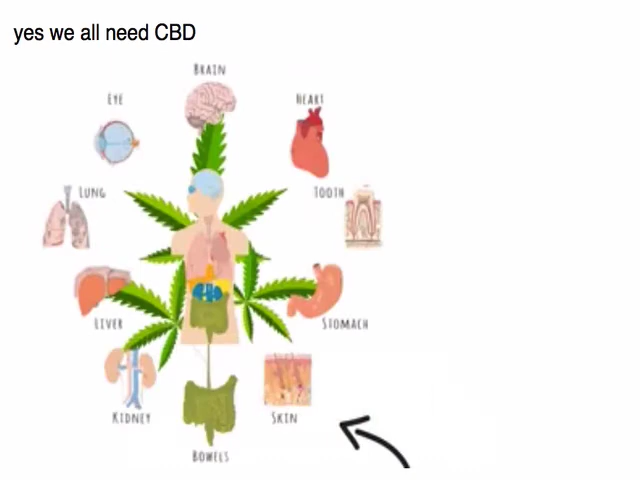 yes we all need CBD
BRAIN
EYE
HEART
LUNG
TOOTH
LIVER
STOMACH
KIDNEY
SKIN
BOWELS